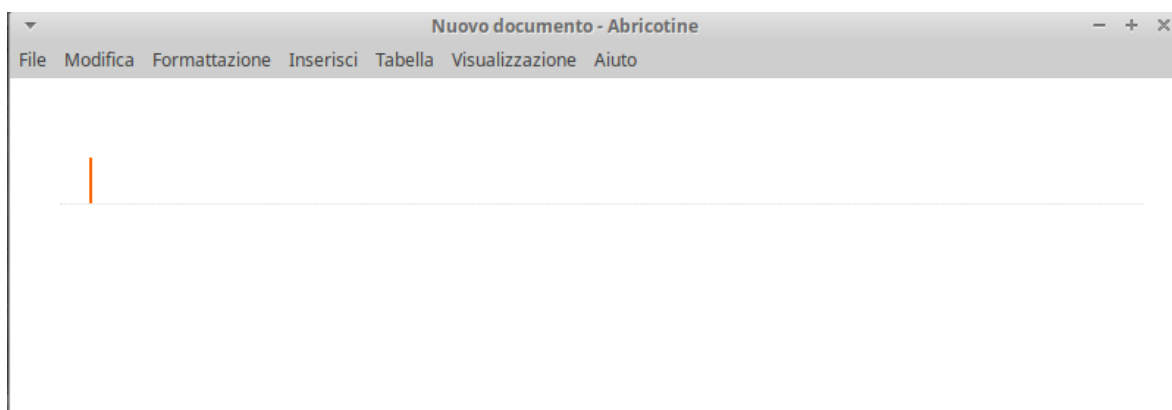 Nuovo documento - Abricotine
File Modifica Formattazione Inserisci Tabella Visualizzazione Aiuto